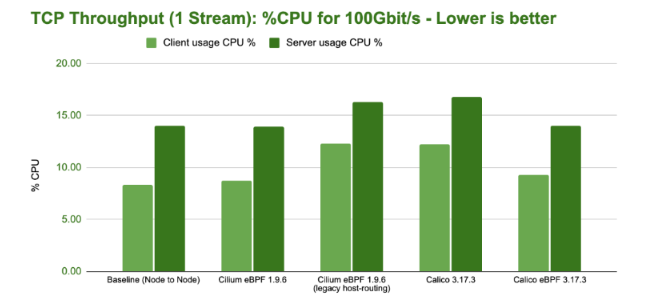 TCP Throughput (1 Stream): %CPU for 100Gbit/s - Lower is better
Client usage CPU %
Server usage CPU %
20.00
15.00
10.00
5.00
0.00
% CPU
Baseline (Node to Node)
Cilium eBPF 1.9.6
Cilium eBPF 1.9.6
(legacy host-routing)
Calico 3.17.3
Calico eBPF 3.17.3